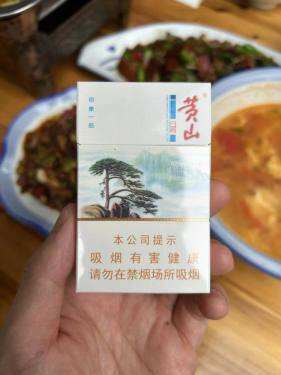 印象一品
黄山
本公司提示
吸烟有害健康
请勿在禁烟场所吸烟